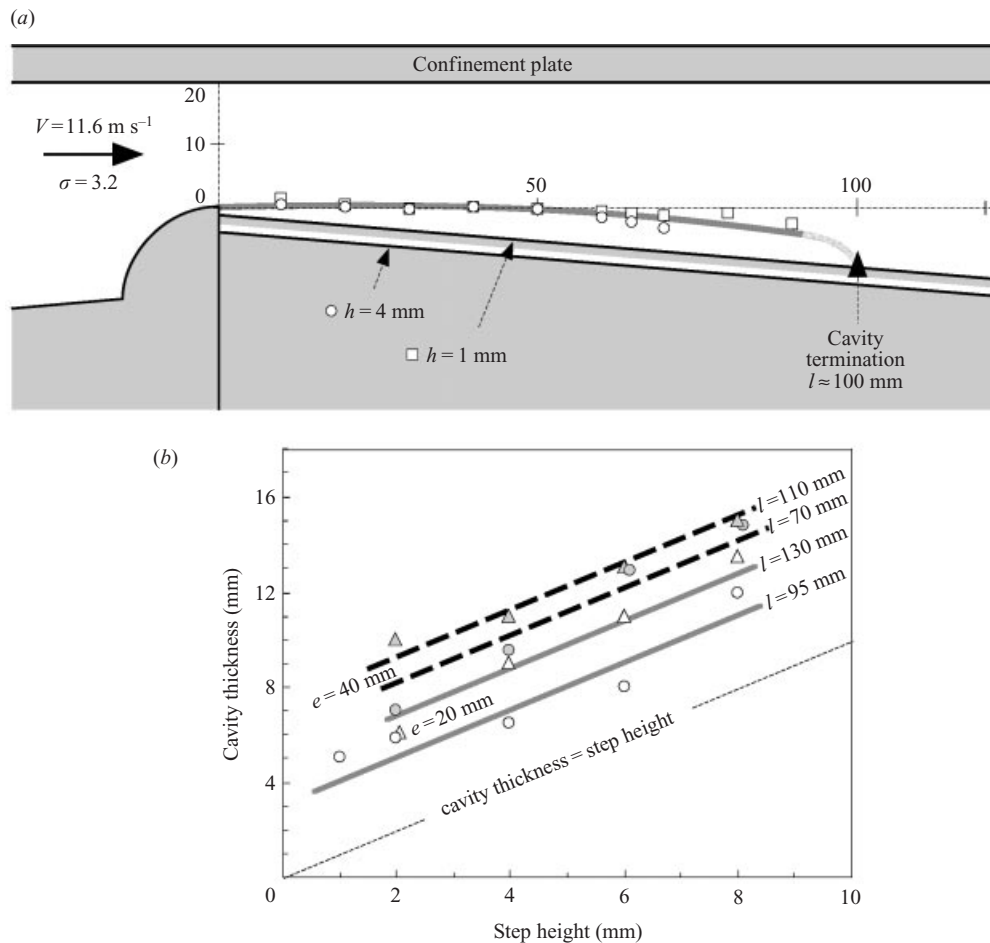 (a)
Confinement plate
20
V = 11.6 m s⁻¹
10
σ = 3.2
0
50
100
h = 4 mm
h = 1 mm
Cavity
termination
l ≈ 100 mm
(b)
Cavity thickness (mm)
16
12
8
4
0
2
4
6
8
10
Step height (mm)
l = 110 mm
l = 70 mm
l = 130 mm
l = 95 mm
e = 40 mm
e = 20 mm
cavity thickness = step height